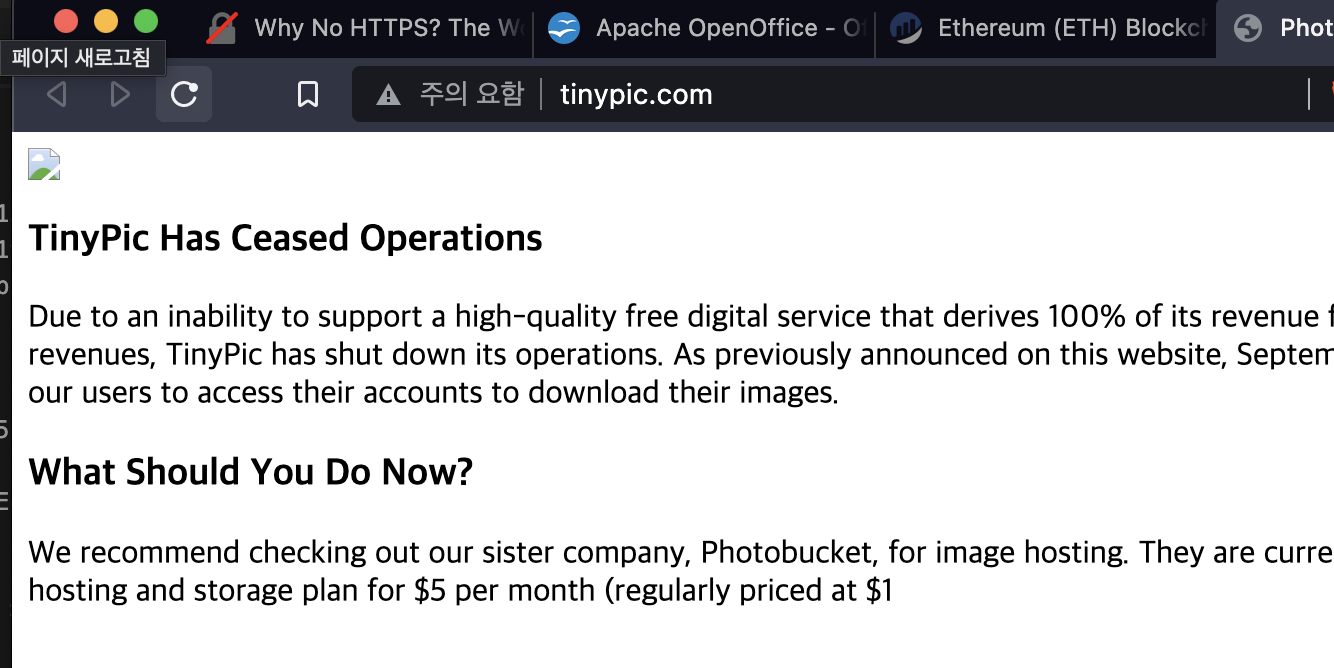 Why No HTTPS? The W
Apache OpenOffice - O
Ethereum (ETH) Blockch
Phot
페이지 새로고침
주의 요함
tinypic.com
TinyPic Has Ceased Operations
Due to an inability to support a high-quality free digital service that derives 100% of its revenue f
revenues, TinyPic has shut down its operations. As previously announced on this website, Septem
our users to access their accounts to download their images.
What Should You Do Now?
We recommend checking out our sister company, Photobucket, for image hosting. They are curre
hosting and storage plan for $5 per month (regularly priced at $1